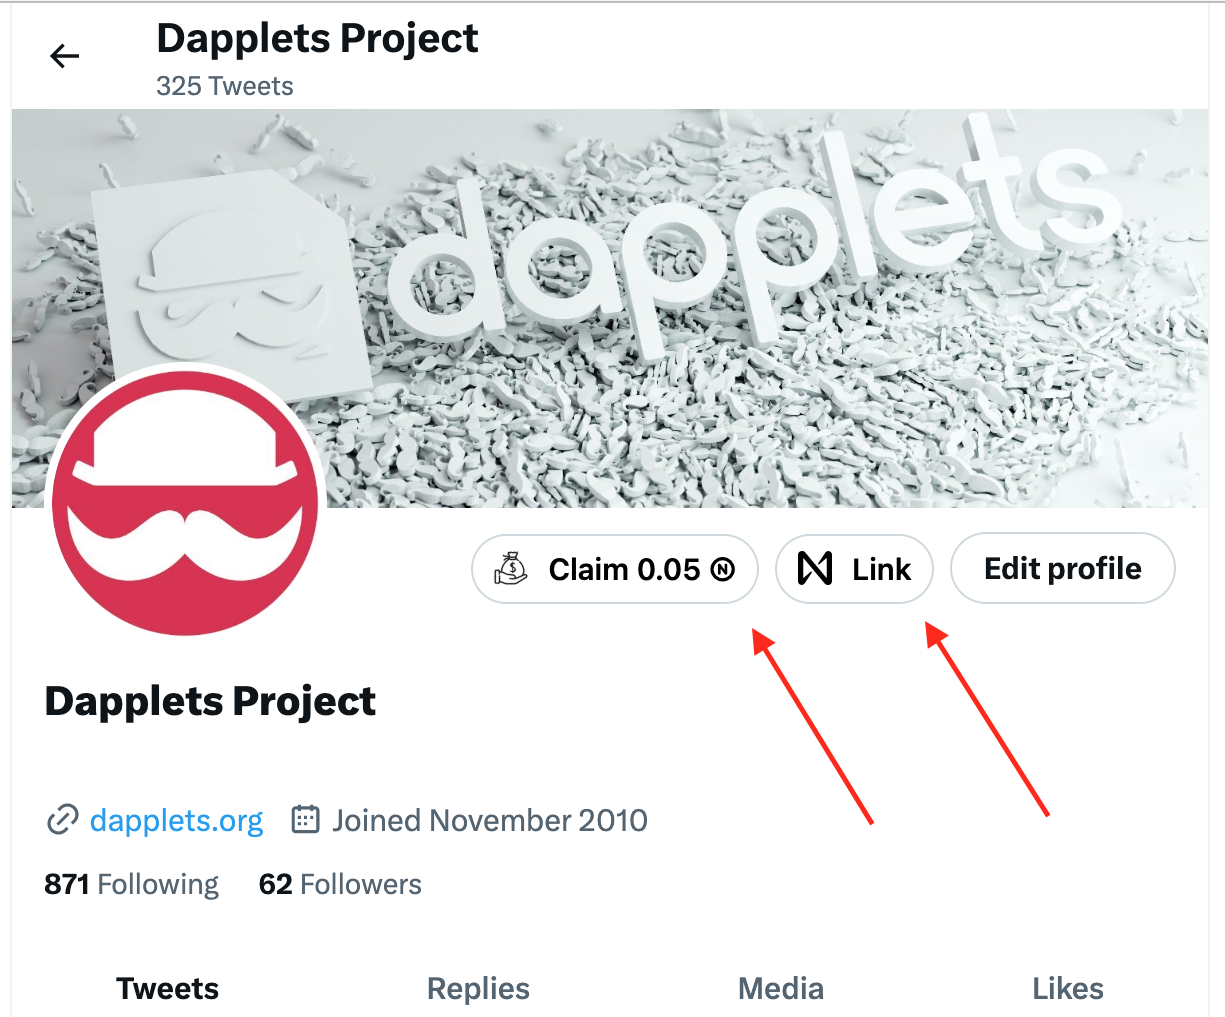 Dapplets Project
325 Tweets
dapplets
Claim 0.05 Ⓝ
Link
Edit profile
Dapplets Project
dapplets.org Joined November 2010
871 Following 62 Followers
Tweets Replies Media Likes